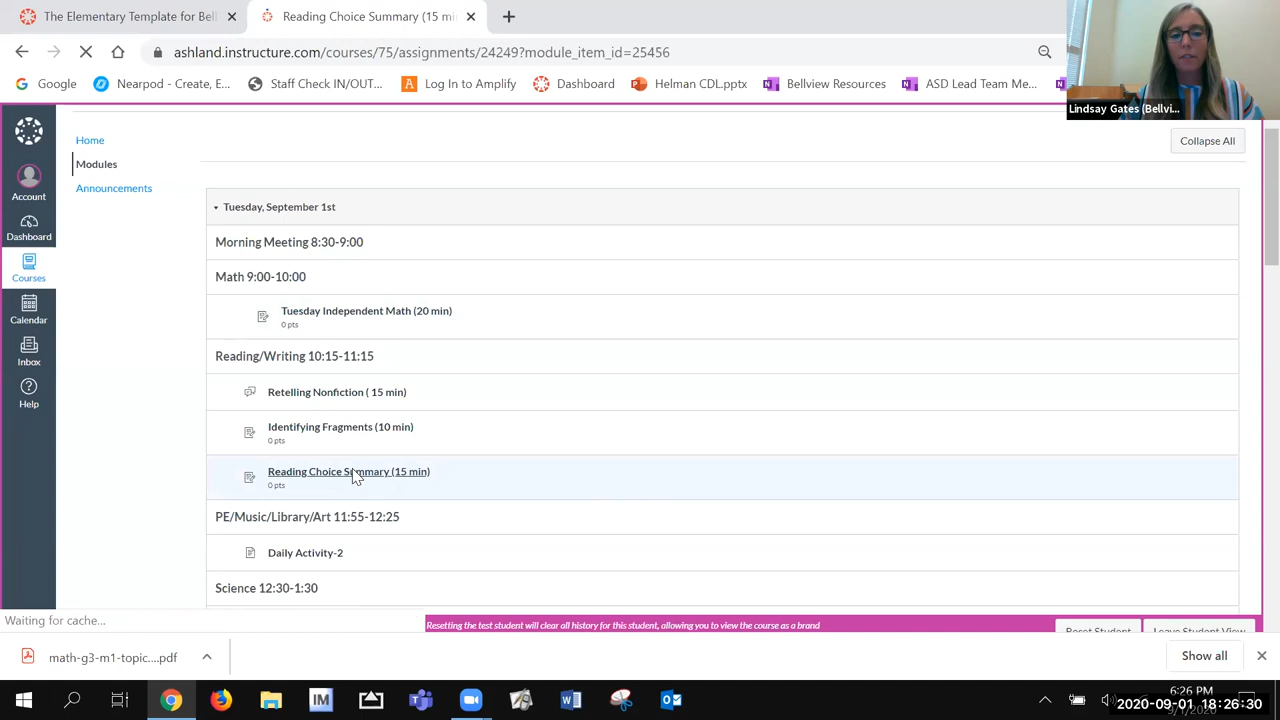 The Elementary Template for Bell
Reading Choice Summary (15 mi
ashland.instructure.com/courses/75/assignments/24249?module_item_id=25456
Google
Nearpod - Create, E...
Staff Check IN/OUT...
Log In to Amplify
Dashboard
Helman CDL.pptx
Bellview Resources
ASD Lead Team Me...
Lindsay Gates (Bellvi...
Account
Dashboard
Courses
Calendar
Inbox
Help
Home
Modules
Announcements
Collapse All
Tuesday, September 1st
Morning Meeting 8:30-9:00
Math 9:00-10:00
Tuesday Independent Math (20 min)
0 pts
Reading/Writing 10:15-11:15
Retelling Nonfiction ( 15 min)
Identifying Fragments (10 min)
0 pts
Reading Choice Summary (15 min)
0 pts
PE/Music/Library/Art 11:55-12:25
Daily Activity-2
Science 12:30-1:30
Waiting for cache...
Resetting the test student will clear all history for this student, allowing you to view the course as a brand
Reset Student
Leave Student View
math-g3-m1-topic....pdf
Show all
IM
6:26 PM
2020-09-01 18:26:30